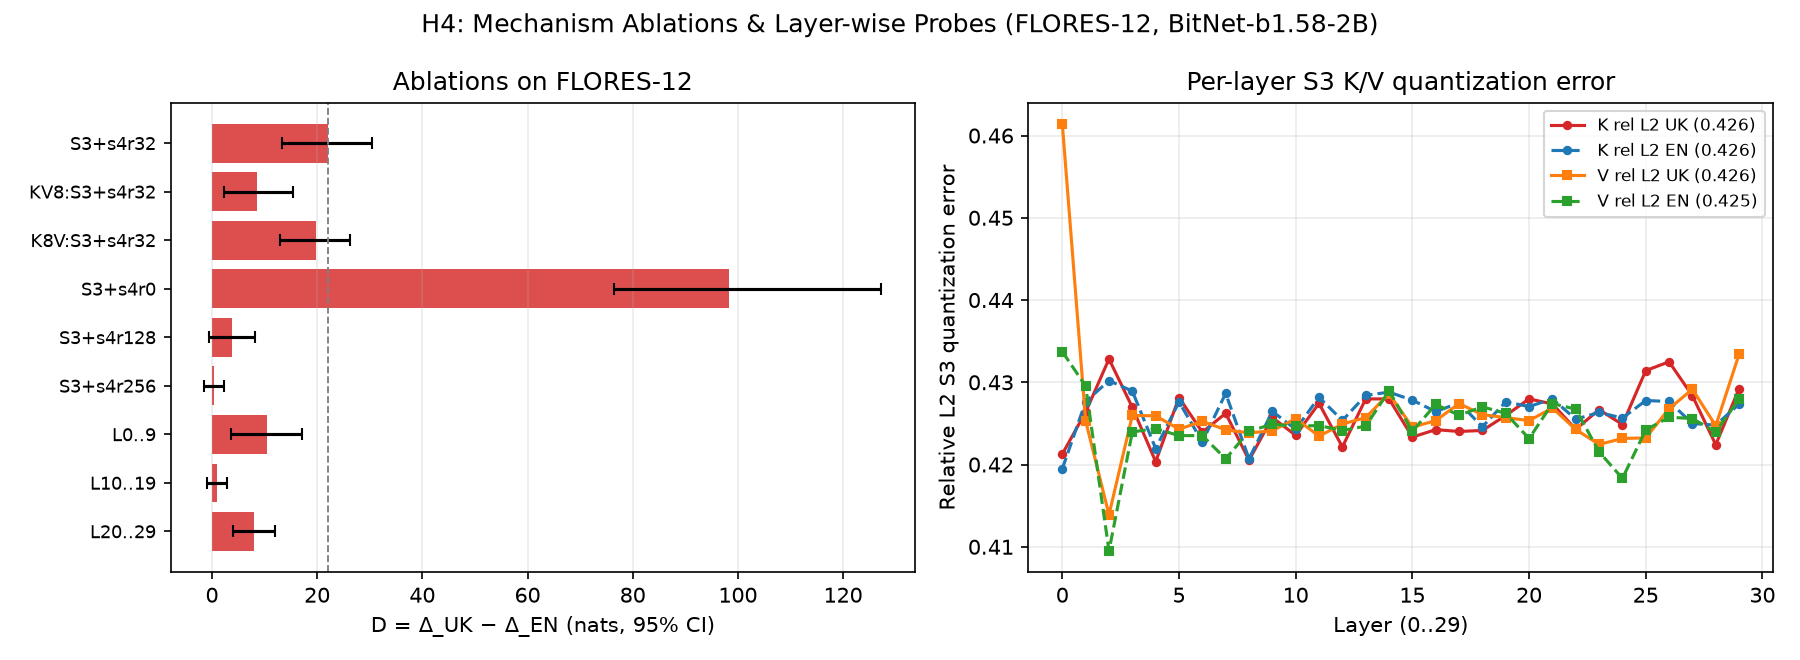 H4: Mechanism Ablations & Layer-wise Probes (FLORES-12, BitNet-b1.58-2B)
Ablations on FLORES-12
S3+s4r32
KV8:S3+s4r32
K8V:S3+s4r32
S3+s4r0
S3+s4r128
S3+s4r256
L0..9
L10..19
L20..29
0 20 40 60 80 100 120
D = Δ_UK − Δ_EN (nats, 95% CI)
Per-layer S3 K/V quantization error
K rel L2 UK (0.426)
K rel L2 EN (0.426)
V rel L2 UK (0.426)
V rel L2 EN (0.425)
Relative L2 S3 quantization error
0.46
0.45
0.44
0.43
0.42
0.41
0 5 10 15 20 25 30
Layer (0..29)